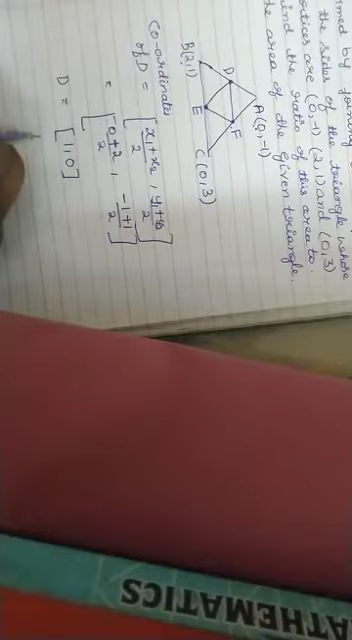 the sides of the triangle whose
vertices are (0,-1) (2,1) and (0,3)
find the ratio of this area to
the area of the given triangle.
A(0,-1)
B(2,1)
D
E
F
C(0,3)
Co-ordinates
of D = [x₁+x₂/2 , y₁+y₂/2]
= [0+2/2 , -1+1/2]
D = [1,0]
MATHEMATICS